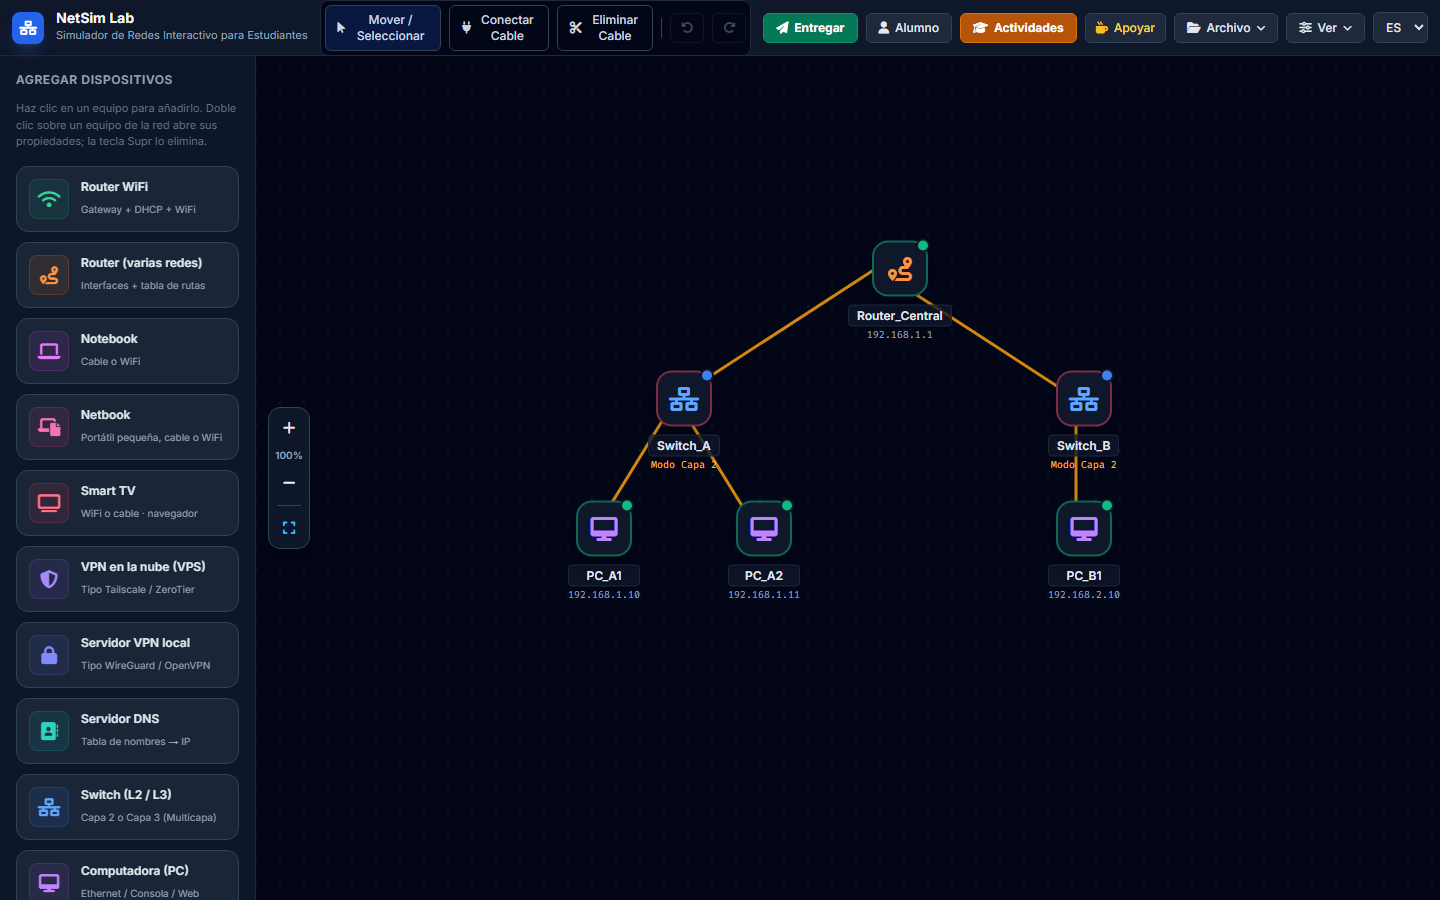 NetSim Lab
Simulador de Redes Interactivo para Estudiantes
Mover /
Seleccionar
Conectar
Cable
Eliminar
Cable
Entregar
Alumno
Actividades
Apoyar
Archivo
Ver
ES
AGREGAR DISPOSITIVOS
Haz clic en un equipo para añadirlo. Doble
clic sobre un equipo de la red abre sus
propiedades; la tecla Supr lo elimina.
Router WiFi
Gateway + DHCP + WiFi
Router (varias redes)
Interfaces + tabla de rutas
Notebook
Cable o WiFi
Netbook
Portátil pequeña, cable o WiFi
Smart TV
WiFi o cable · navegador
VPN en la nube (VPS)
Tipo Tailscale / ZeroTier
Servidor VPN local
Tipo WireGuard / OpenVPN
Servidor DNS
Tabla de nombres → IP
Switch (L2 / L3)
Capa 2 o Capa 3 (Multicapa)
Computadora (PC)
Ethernet / Consola / Web
+
100%
−
Router_Central
192.168.1.1
Switch_A
Modo Capa 2
Switch_B
Modo Capa 2
PC_A1
192.168.1.10
PC_A2
192.168.1.11
PC_B1
192.168.2.10